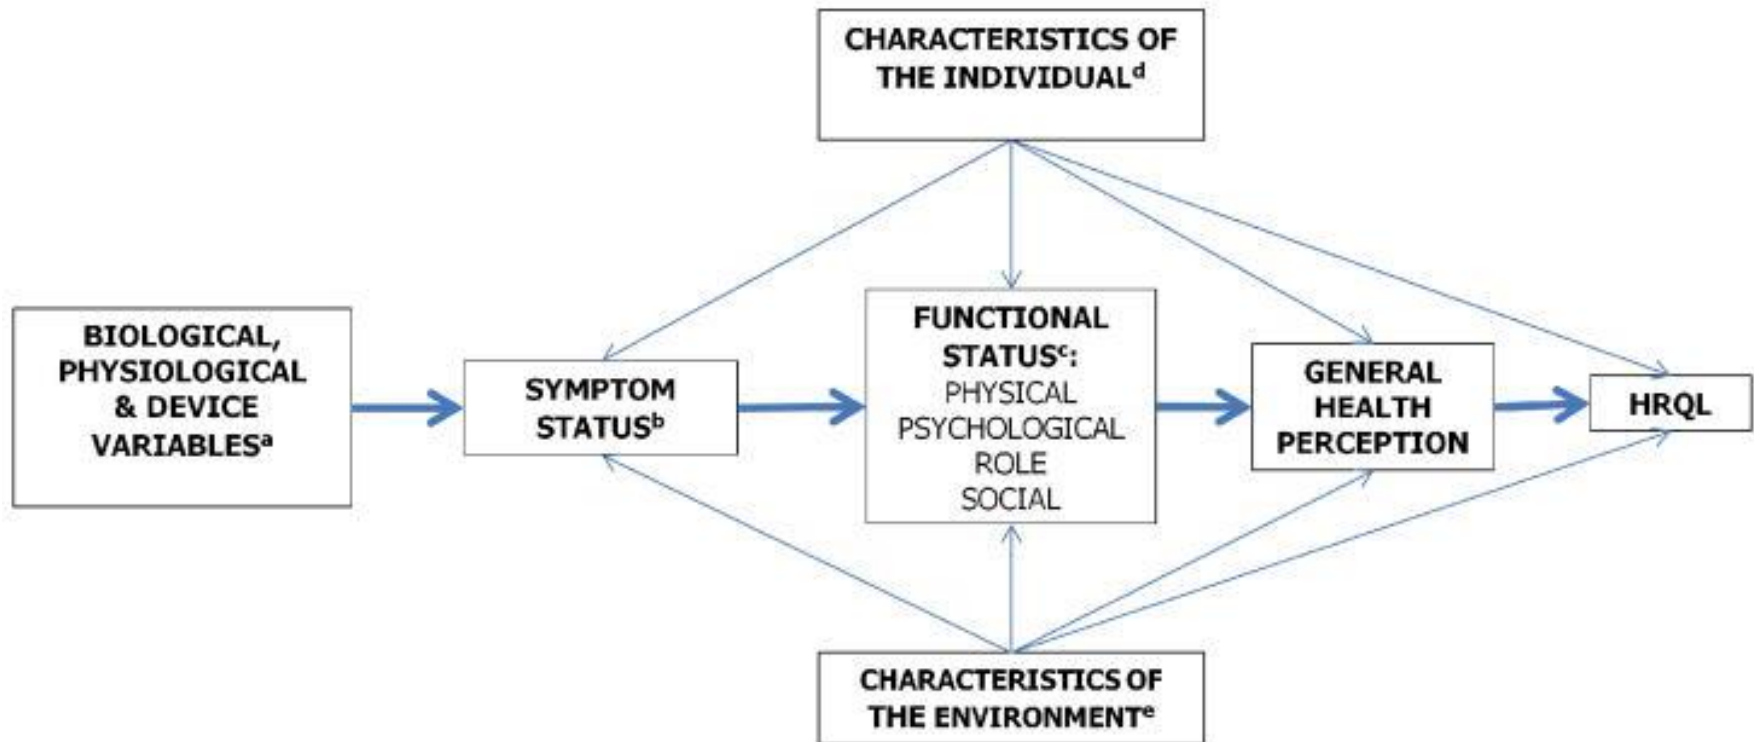 CHARACTERISTICS OF
THE INDIVIDUALᵈ
BIOLOGICAL,
PHYSIOLOGICAL
& DEVICE
VARIABLESᵃ
SYMPTOM
STATUSᵇ
FUNCTIONAL
STATUSᶜ:
PHYSICAL
PSYCHOLOGICAL
ROLE
SOCIAL
GENERAL
HEALTH
PERCEPTION
HRQL
CHARACTERISTICS OF
THE ENVIRONMENTᵉ